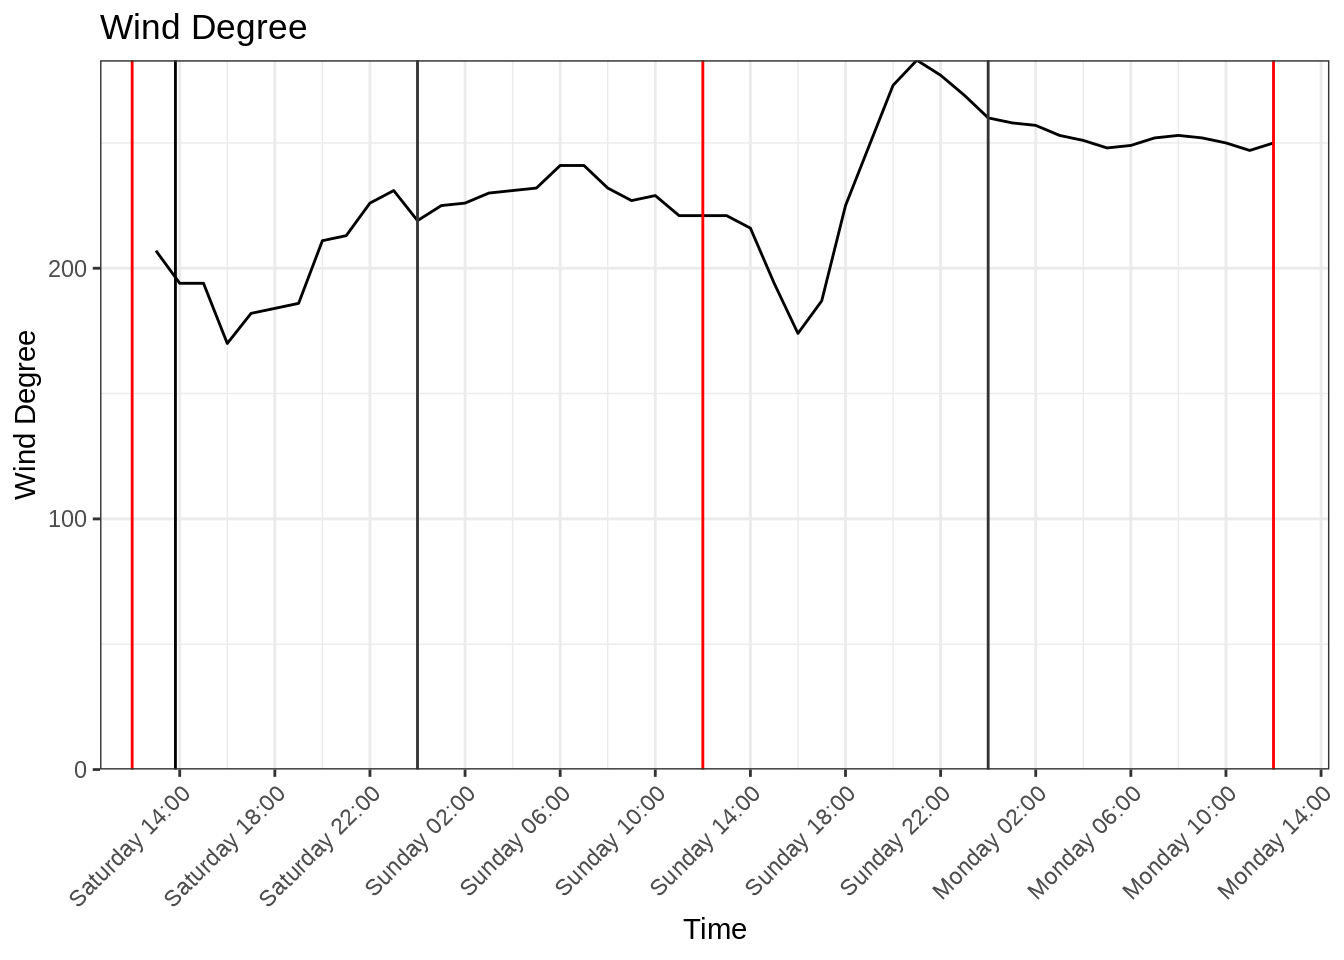 Wind Degree
Wind Degree
200
100
0
Saturday 14:00
Saturday 18:00
Saturday 22:00
Sunday 02:00
Sunday 06:00
Sunday 10:00
Sunday 14:00
Sunday 18:00
Sunday 22:00
Monday 02:00
Monday 06:00
Monday 10:00
Monday 14:00
Time